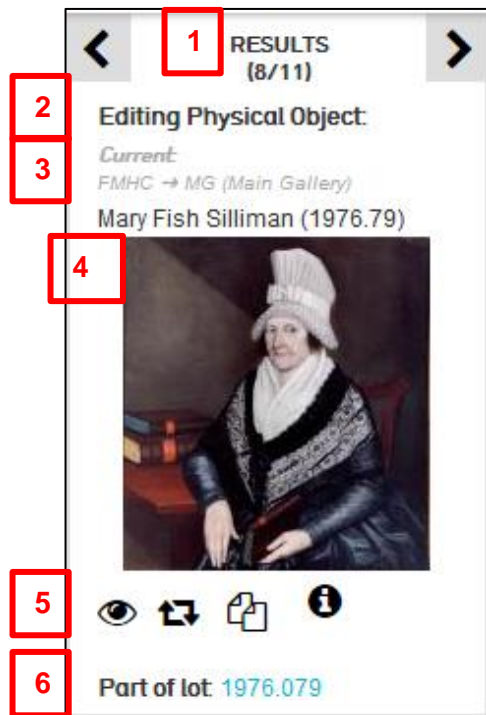 1 RESULTS
(8/11)
2 Editing Physical Object:
Current:
3 FMHC → MG (Main Gallery)
Mary Fish Silliman (1976.79)
4
5
6 Part of lot: 1976.079